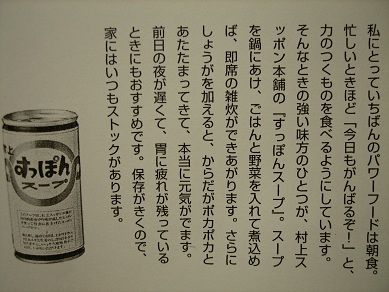 私にとっていちばんのパワーフードは朝食。
忙しいときほど「今日もがんばるぞ!」と、
力のつくものを食べるようにしています。
そんなときの強い味方のひとつが、村上ス
ッポン本舗の「すっぽんスープ」。スープ
を鍋にあけ、ごはんと野菜を入れて煮込め
ば、即席の雑炊ができあがります。さらに
しょうがを加えると、からだがポカポカと
あたたまってきて、本当に元気がでます。
前日の夜が遅くて、胃に疲れが残っている
ときにもおすすめです。保存がきくので、
家にはいつもストックがあります。
すっぽん
スープ